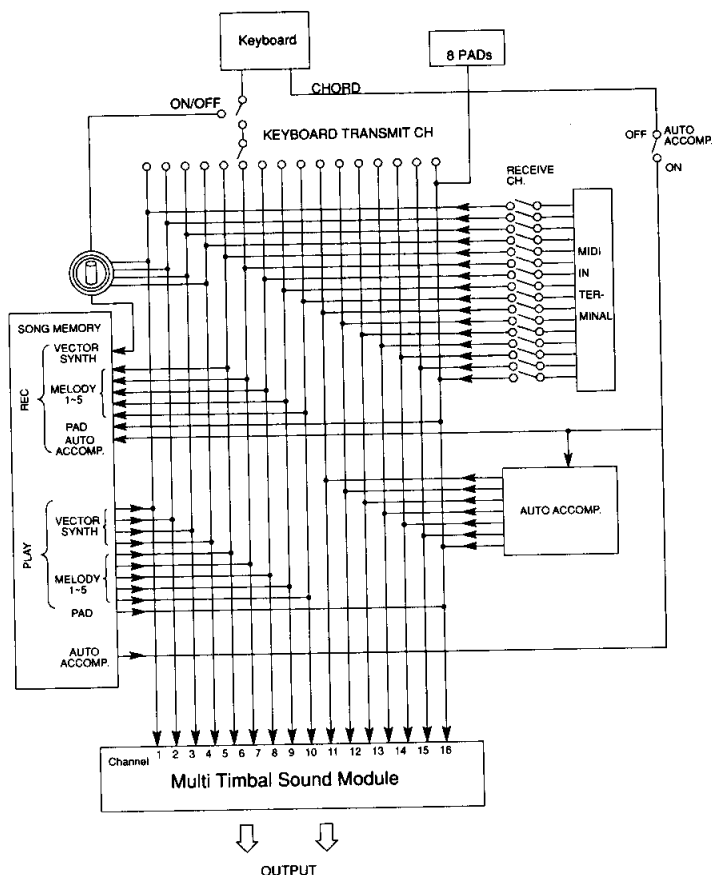 Keyboard
8 PADs
CHORD
ON/OFF
KEYBOARD TRANSMIT CH
OFF
AUTO
ACCOMP.
ON
RECEIVE
CH.
MIDI
IN
TER-
MINAL
SONG MEMORY
REC
VECTOR
SYNTH
MELODY
1~5
PAD
AUTO
ACCOMP.
AUTO ACCOMP.
PLAY
VECTOR
SYNTH
MELODY
1~5
PAD
AUTO
ACCOMP.
Channel
1 2 3 4 5 6 7 8 9 10 11 12 13 14 15 16
Multi Timbal Sound Module
OUTPUT